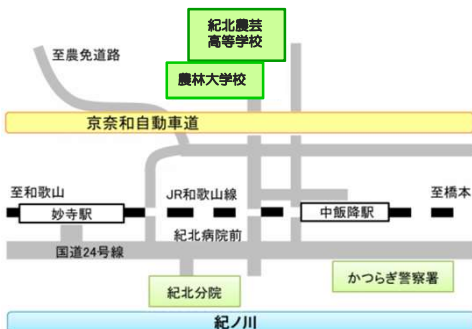 紀北農芸
高等学校
至農免道路
農林大学校
京奈和自動車道
至和歌山
JR和歌山線
至橋本
妙寺駅
中飯降駅
紀北病院前
国道24号線
かつらぎ警察署
紀北分院
紀ノ川